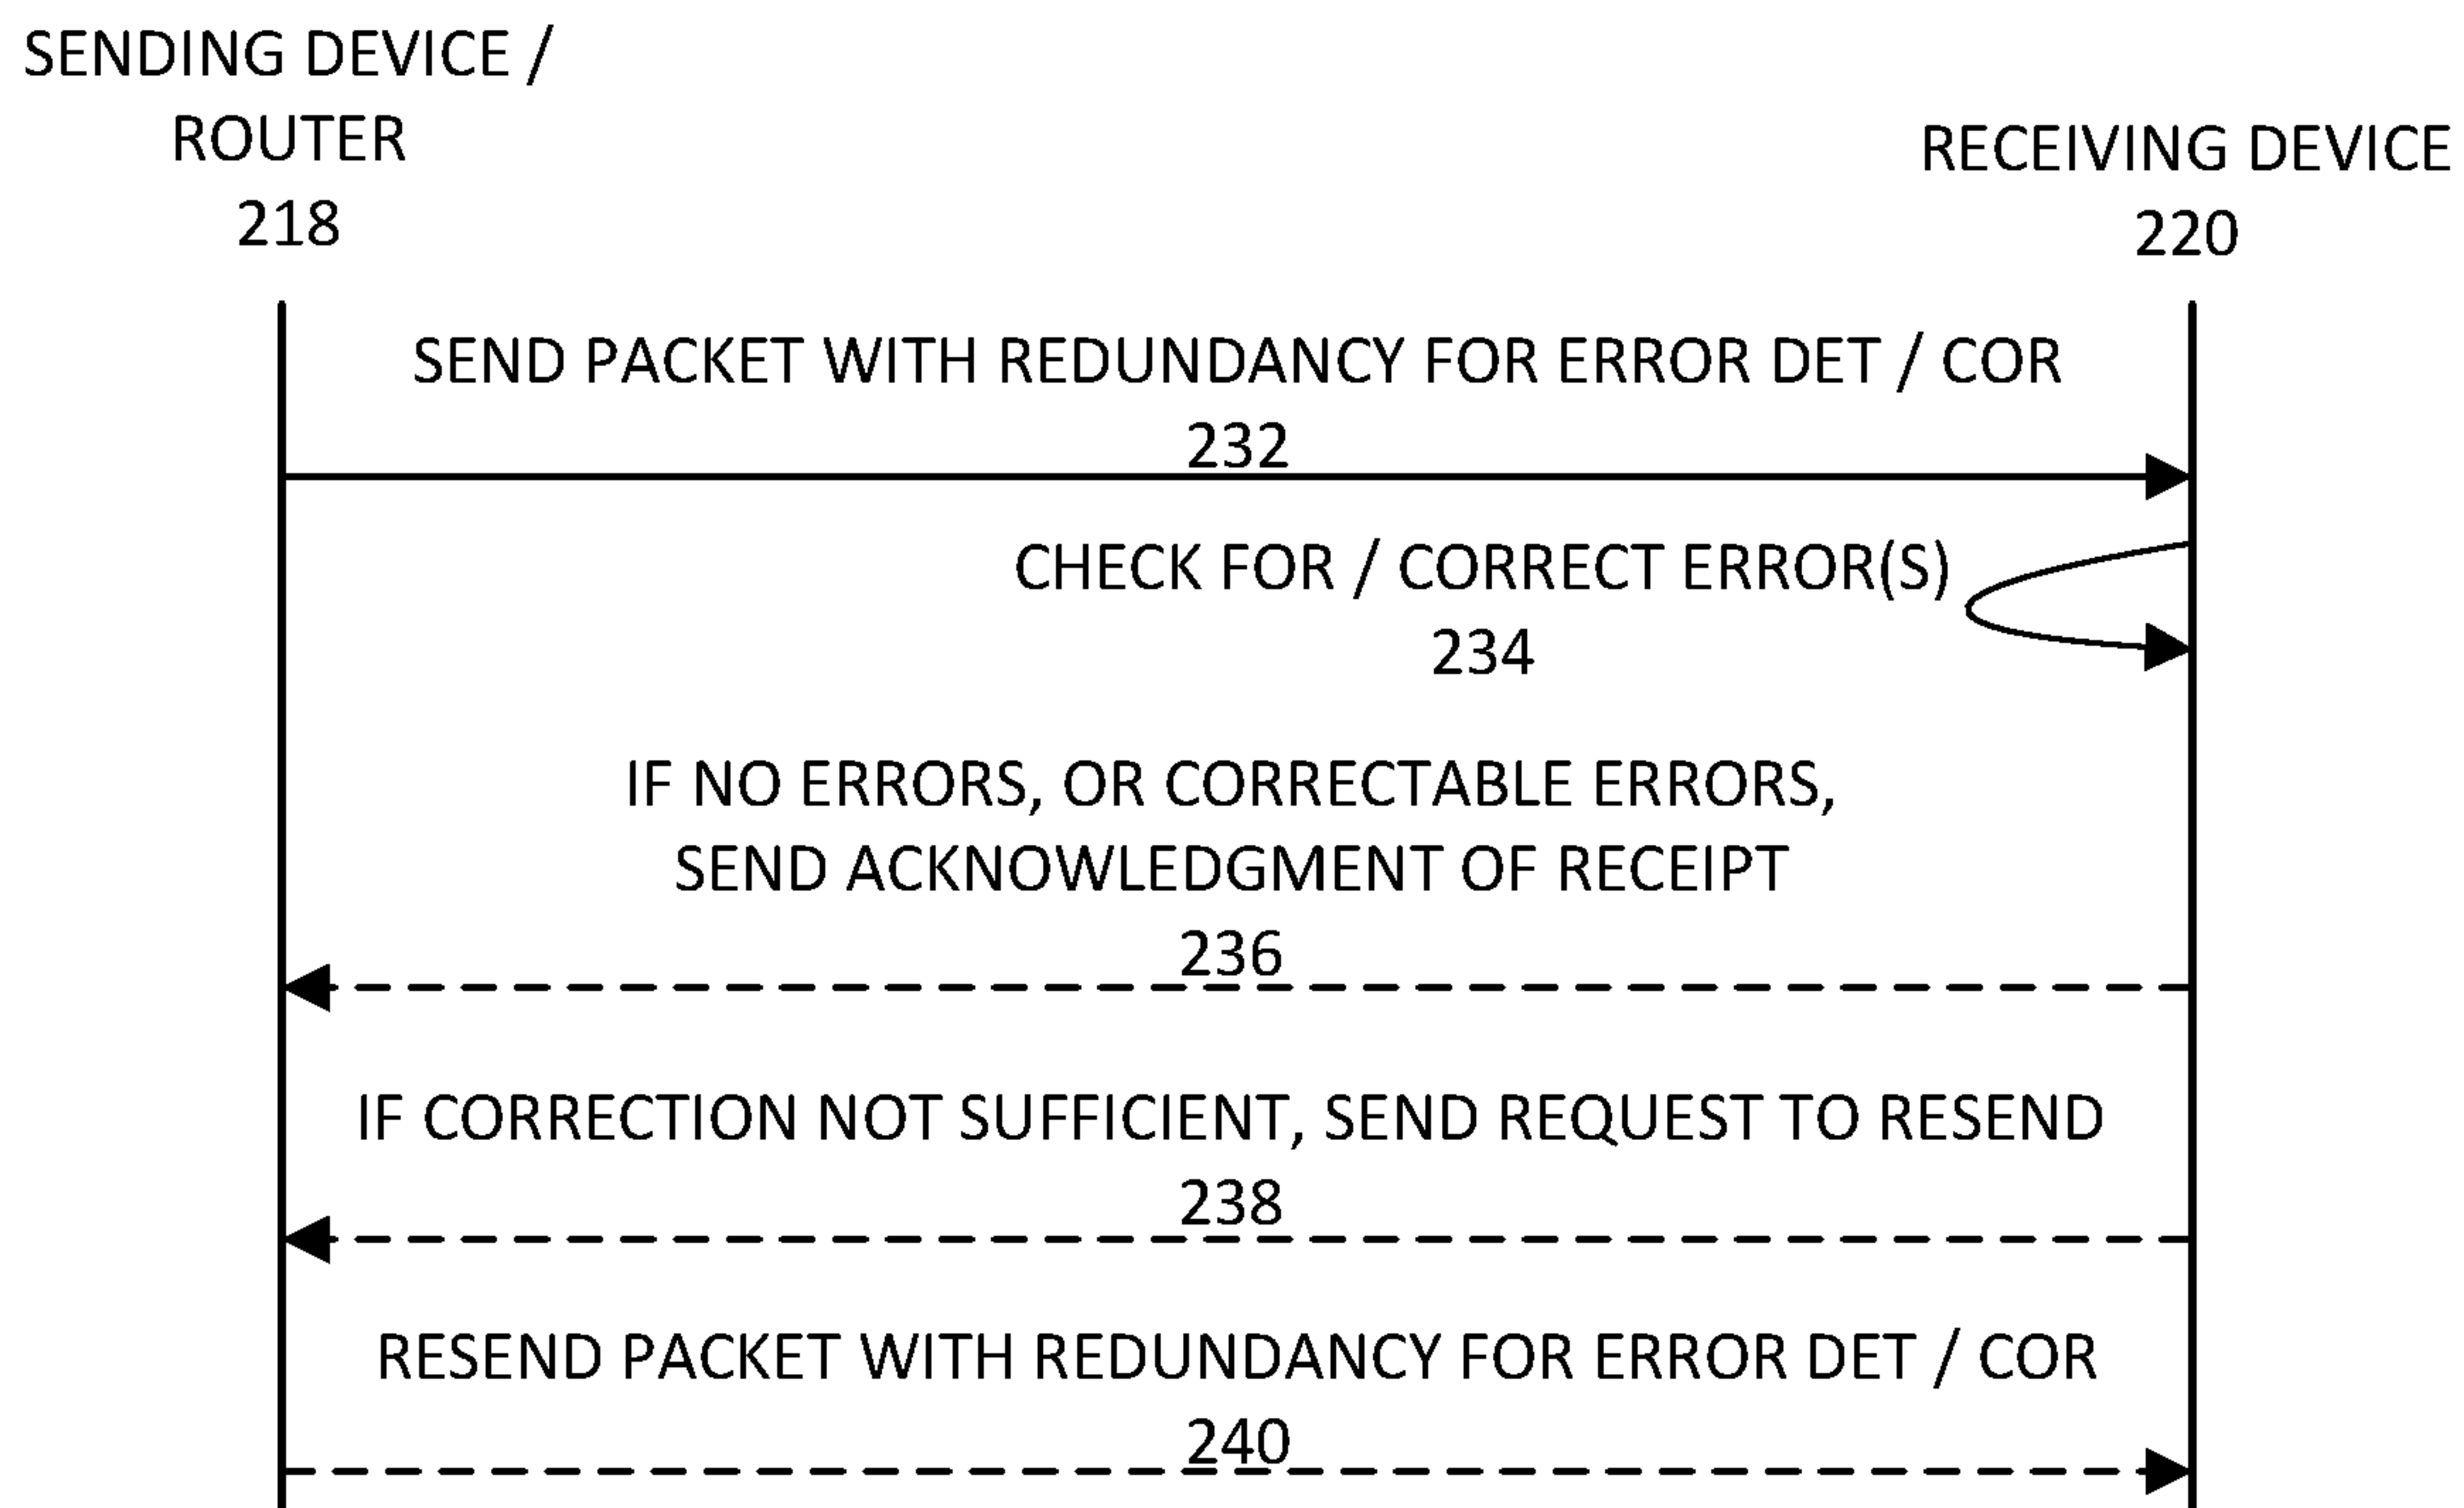 SENDING DEVICE /
ROUTER
218
RECEIVING DEVICE
220
SEND PACKET WITH REDUNDANCY FOR ERROR DET / COR
232
CHECK FOR / CORRECT ERROR(S)
234
IF NO ERRORS, OR CORRECTABLE ERRORS,
SEND ACKNOWLEDGMENT OF RECEIPT
236
IF CORRECTION NOT SUFFICIENT, SEND REQUEST TO RESEND
238
RESEND PACKET WITH REDUNDANCY FOR ERROR DET / COR
240